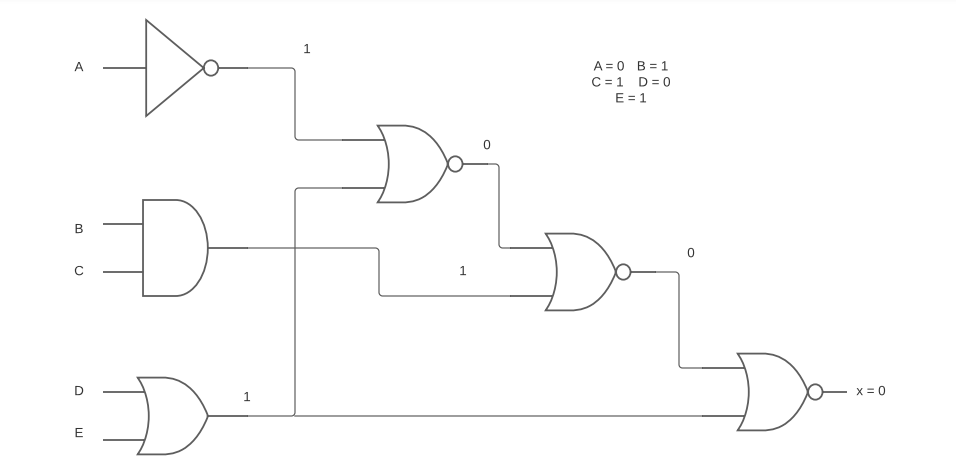 1
A
A = 0 B = 1
C = 1 D = 0
E = 1
0
B
0
C
1
D
x = 0
1
E